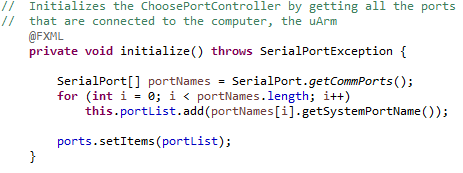 //  Initializes the ChoosePortController by getting all the ports
//  that are connected to the computer, the uArm
@FXML
private void initialize() throws SerialPortException {
SerialPort[] portNames = SerialPort.getCommPorts();
for (int i = 0; i < portNames.length; i++)
this.portList.add(portNames[i].getSystemPortName());
ports.setItems(portList);
}